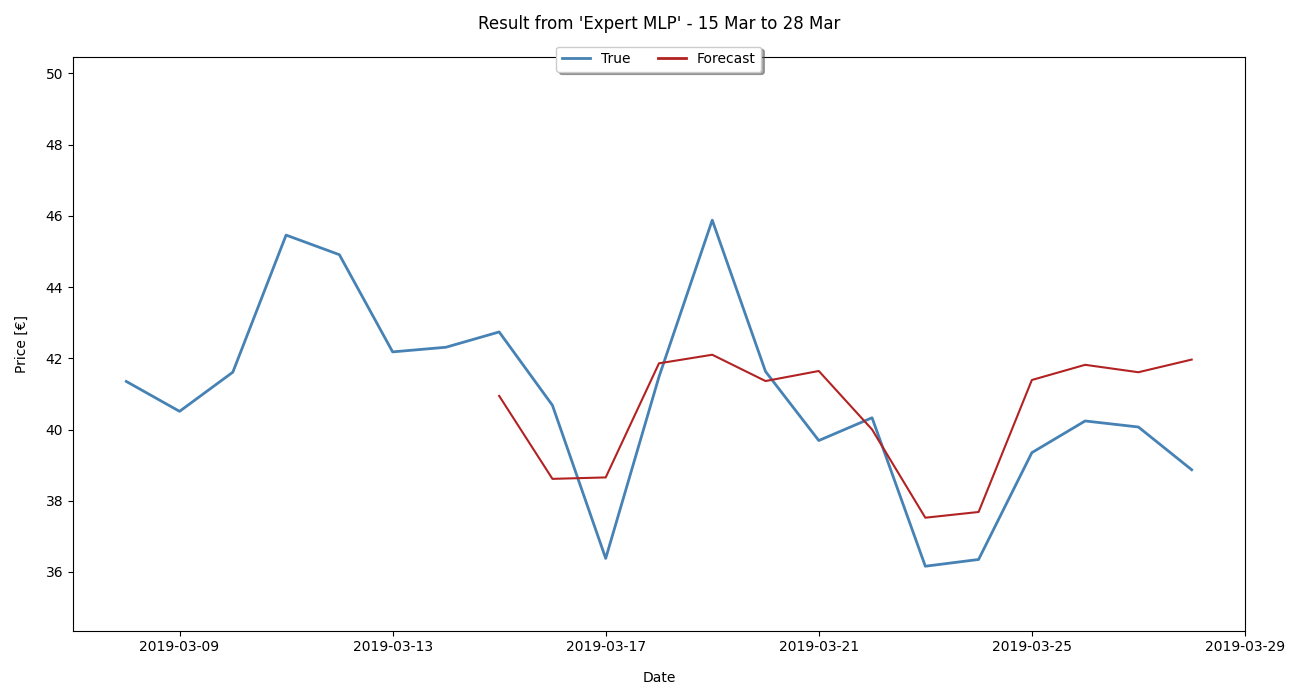 Result from 'Expert MLP' - 15 Mar to 28 Mar
True Forecast
50
48
46
44
42
40
38
36
Price [€]
2019-03-09 2019-03-13 2019-03-17 2019-03-21 2019-03-25 2019-03-29
Date